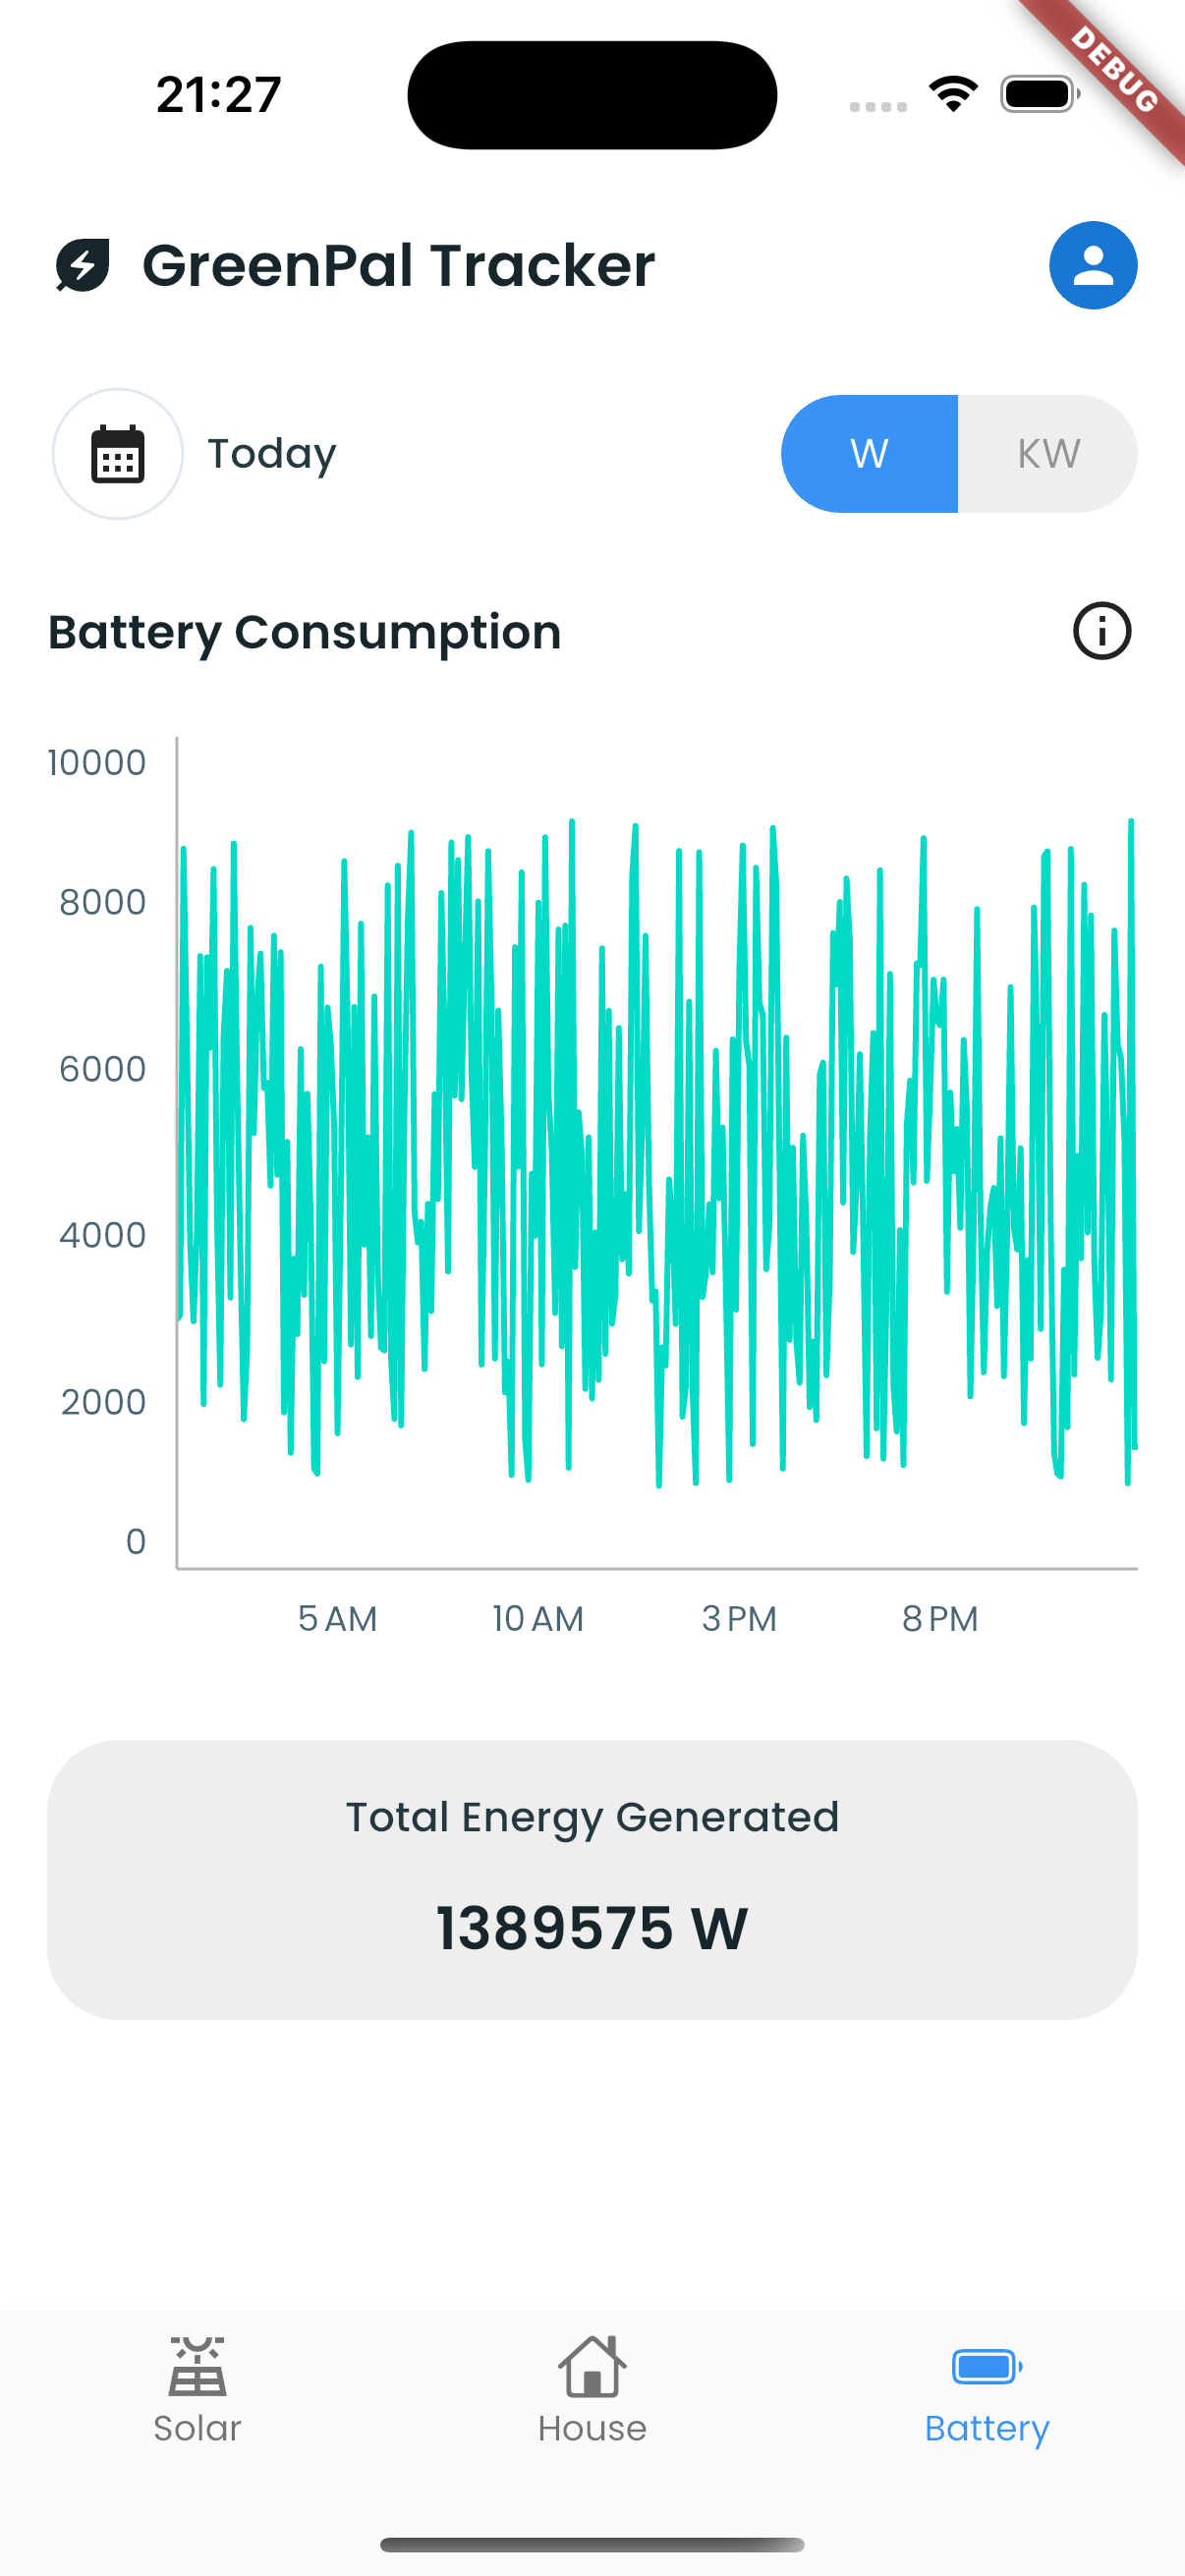 21:27
DEBUG
GreenPal Tracker
Today
W
KW
Battery Consumption
10000
8000
6000
4000
2000
0
5 AM
10 AM
3 PM
8 PM
Total Energy Generated
1389575 W
Solar
House
Battery